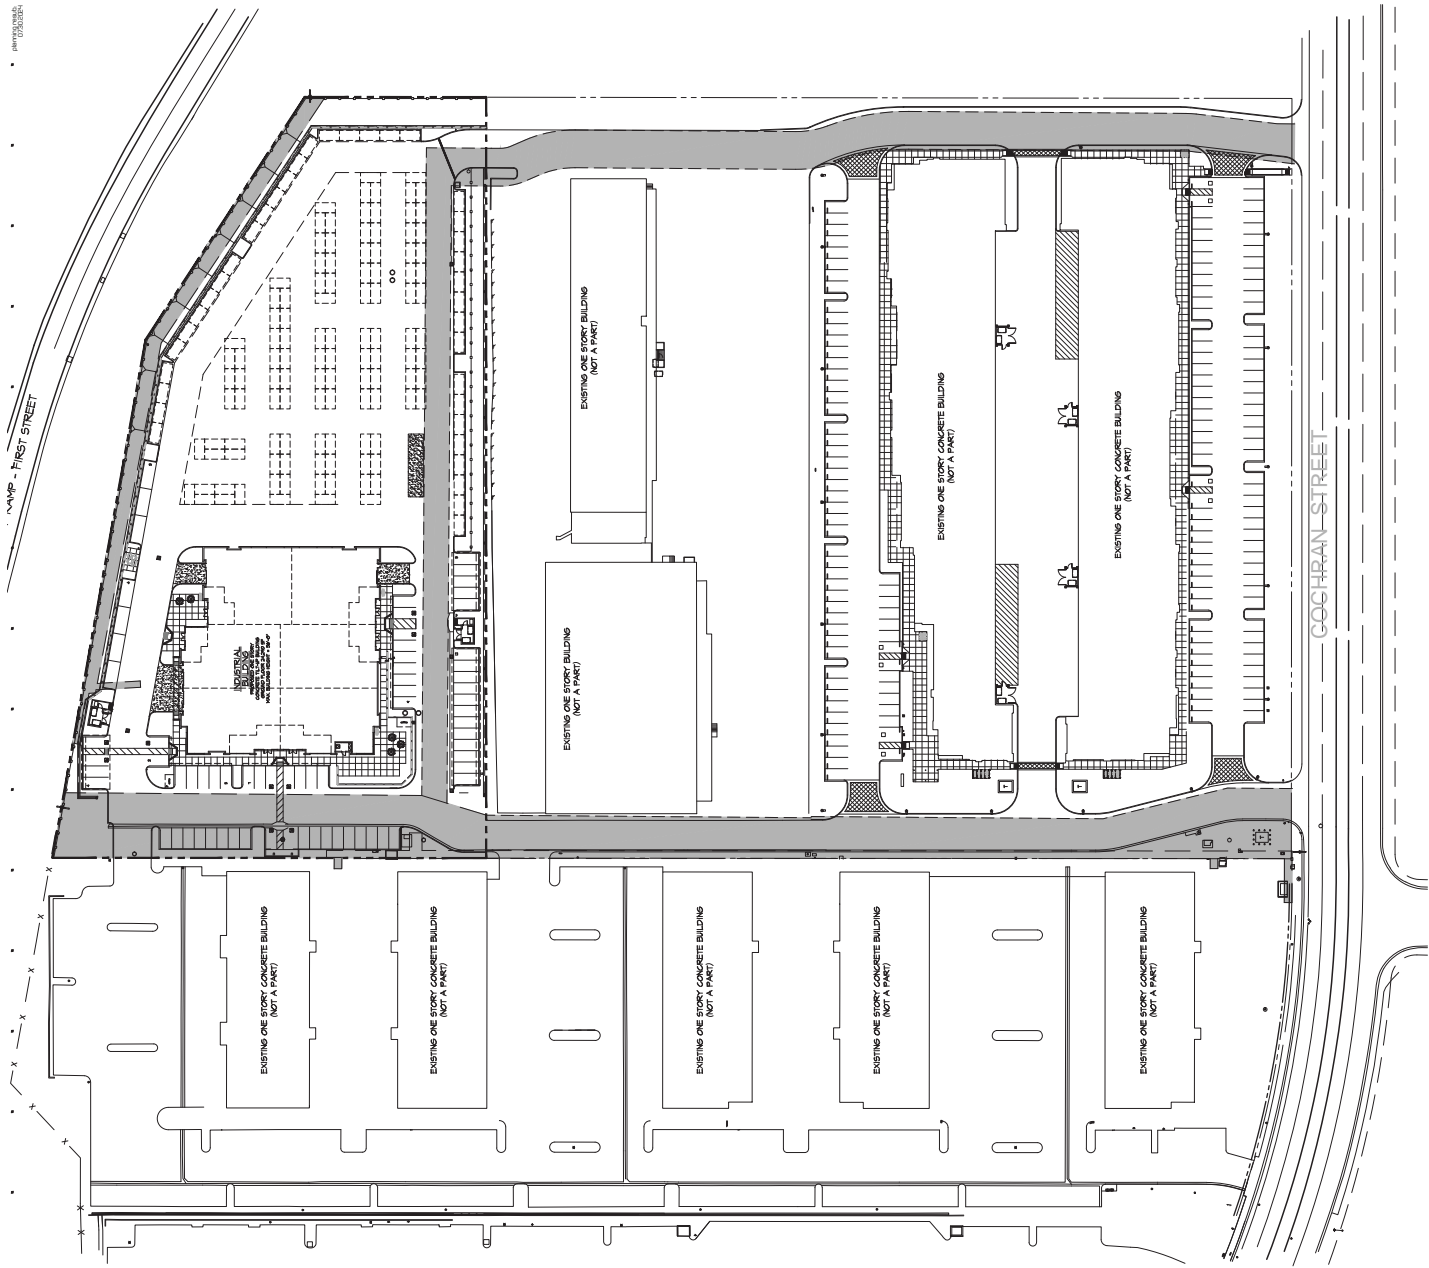 planning resub.
07/30/2024
RAMP - FIRST STREET
EXISTING ONE STORY BUILDING
(NOT A PART)
EXISTING ONE STORY CONCRETE BUILDING
(NOT A PART)
EXISTING ONE STORY CONCRETE BUILDING
(NOT A PART)
COCHRAN STREET
INDUSTRIAL
BUILDING
EXISTING ONE STORY BUILDING
(NOT A PART)
EXISTING ONE STORY CONCRETE BUILDING
(NOT A PART)
EXISTING ONE STORY CONCRETE BUILDING
(NOT A PART)
EXISTING ONE STORY CONCRETE BUILDING
(NOT A PART)
EXISTING ONE STORY CONCRETE BUILDING
(NOT A PART)
EXISTING ONE STORY CONCRETE BUILDING
(NOT A PART)